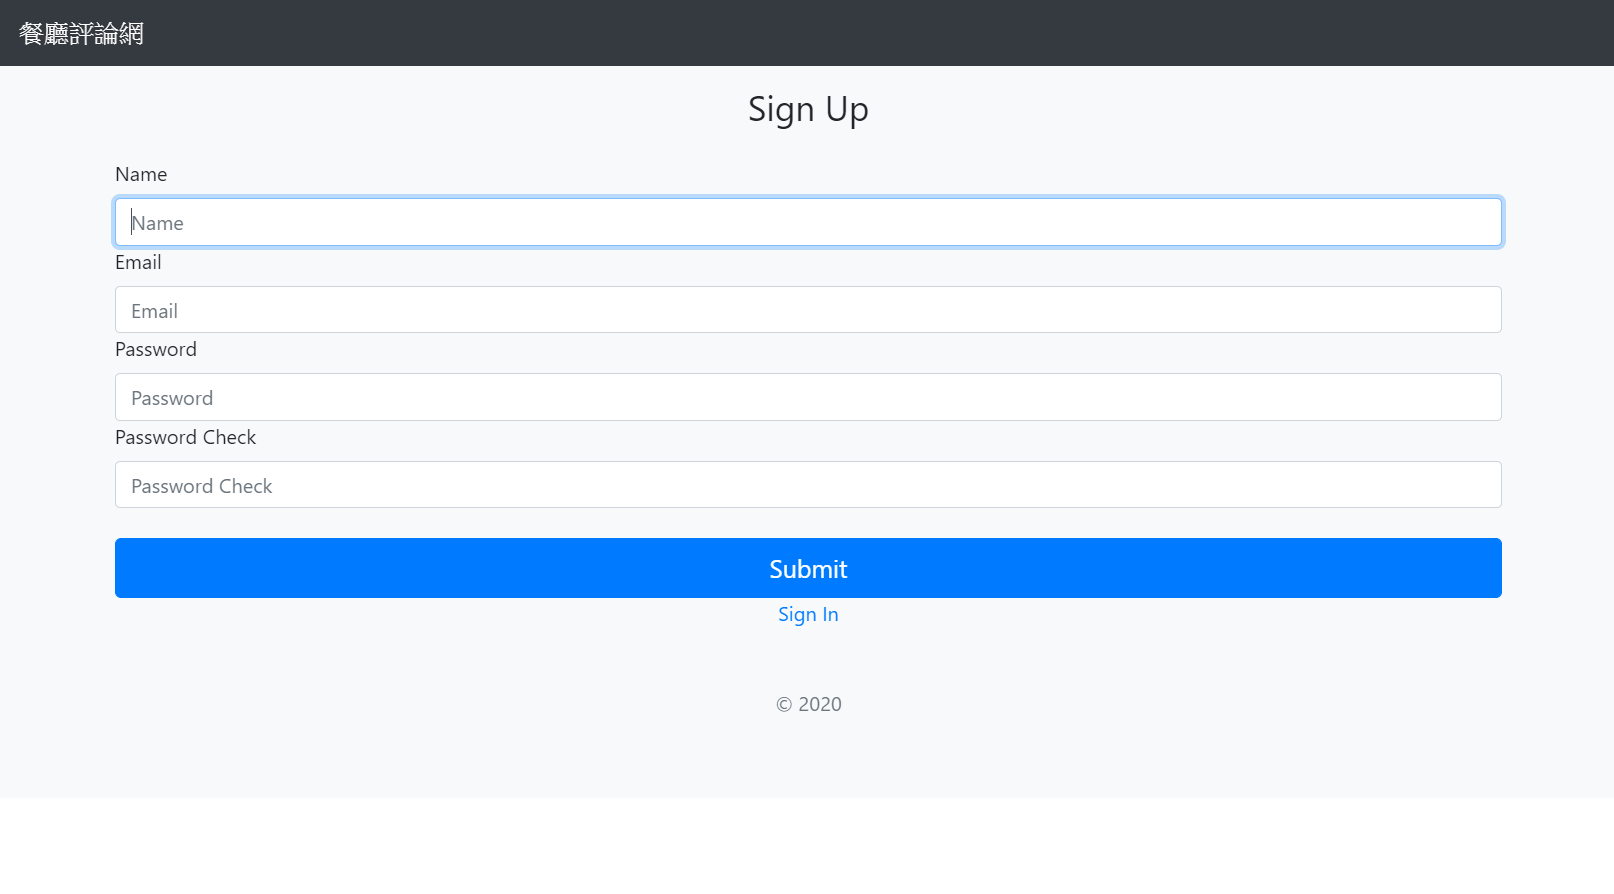 餐廳評論網
Sign Up
Name
Name
Email
Email
Password
Password
Password Check
Password Check
Submit
Sign In
© 2020